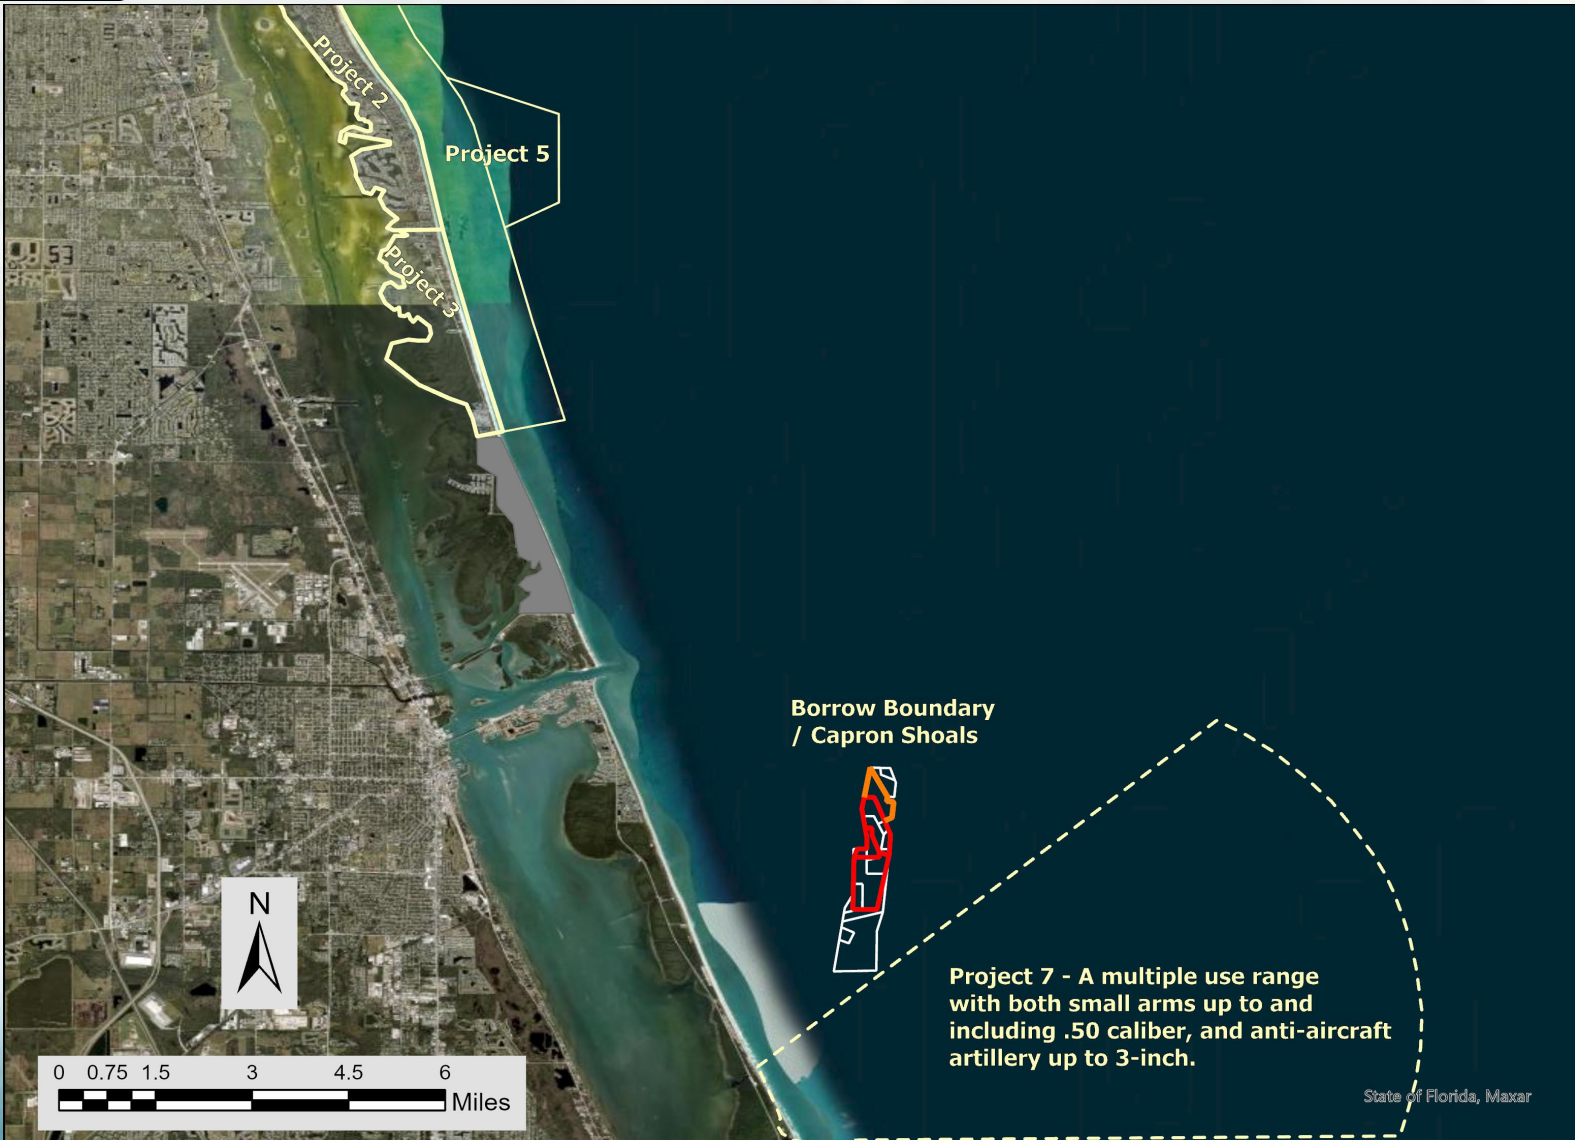 Project 2
Project 5
Project 3
Borrow Boundary
/ Capron Shoals
Project 7 - A multiple use range
with both small arms up to and
including .50 caliber, and anti-aircraft
artillery up to 3-inch.
N
0 0.75 1.5 3 4.5 6
Miles
State of Florida, Maxar